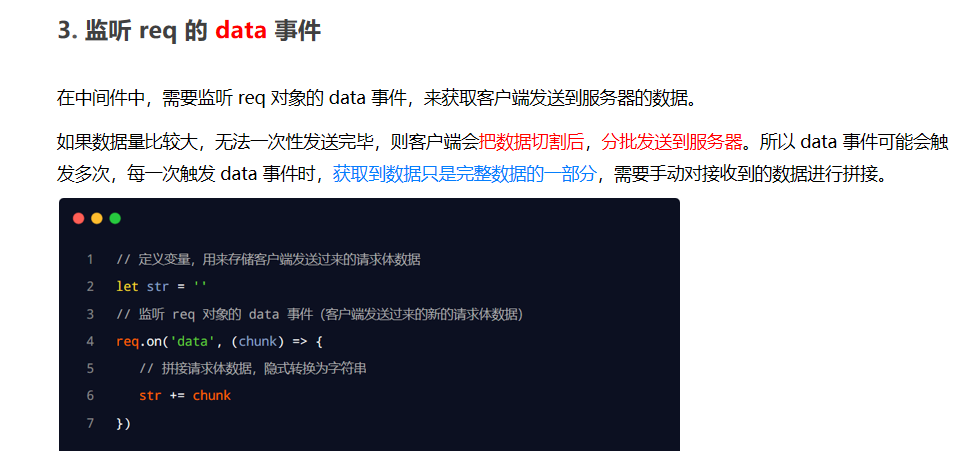 3. 监听 req 的 data 事件
在中间件中，需要监听 req 对象的 data 事件，来获取客户端发送到服务器的数据。
如果数据量比较大，无法一次性发送完毕，则客户端会把数据切割后，分批发送到服务器。所以 data 事件可能会触
发多次，每一次触发 data 事件时，获取到数据只是完整数据的一部分，需要手动对接收到的数据进行拼接。
1 // 定义变量，用来存储客户端发送过来的请求体数据
2 let str = ''
3 // 监听 req 对象的 data 事件（客户端发送过来的新的请求体数据）
4 req.on('data', (chunk) => {
5 // 拼接请求体数据，隐式转换为字符串
6 str += chunk
7 })